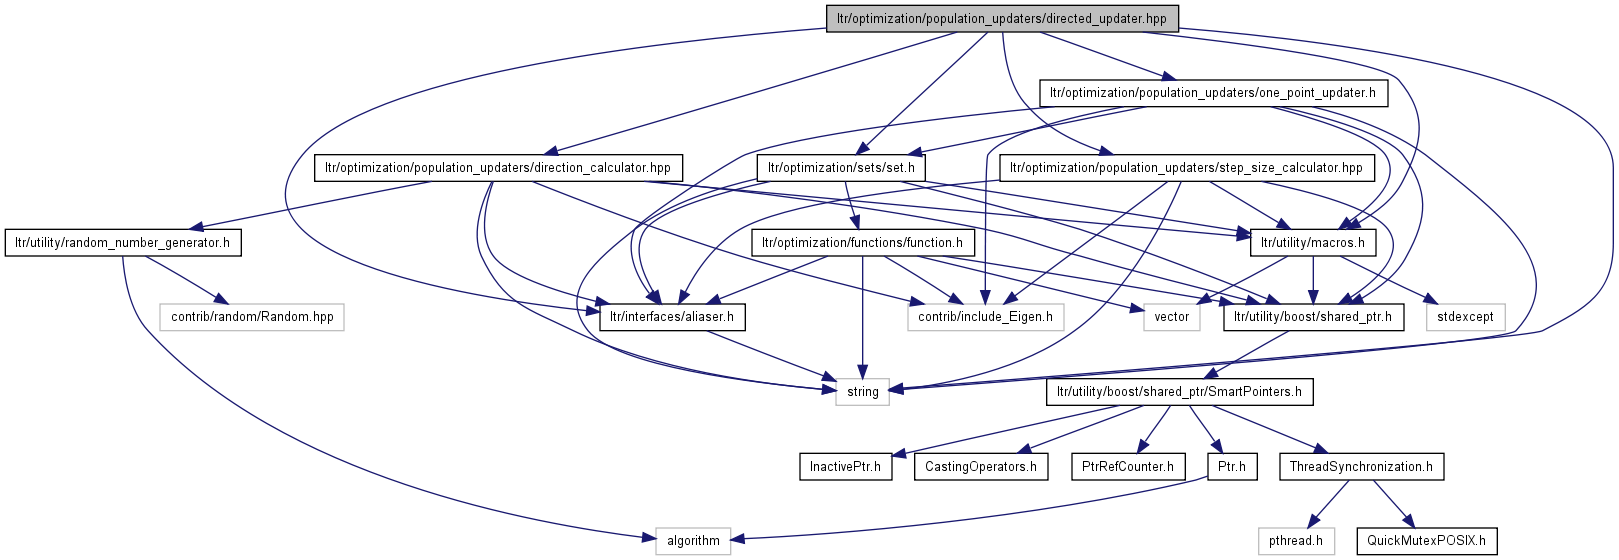 ltr/optimization/population_updaters/directed_updater.hpp
ltr/optimization/population_updaters/one_point_updater.h
ltr/optimization/population_updaters/direction_calculator.hpp
ltr/optimization/sets/set.h
ltr/optimization/population_updaters/step_size_calculator.hpp
ltr/utility/random_number_generator.h
ltr/optimization/functions/function.h
ltr/utility/macros.h
contrib/random/Random.hpp
ltr/interfaces/aliaser.h
contrib/include_Eigen.h
vector
ltr/utility/boost/shared_ptr.h
stdexcept
string
ltr/utility/boost/shared_ptr/SmartPointers.h
InactivePtr.h
CastingOperators.h
PtrRefCounter.h
Ptr.h
ThreadSynchronization.h
algorithm
pthread.h
QuickMutexPOSIX.h